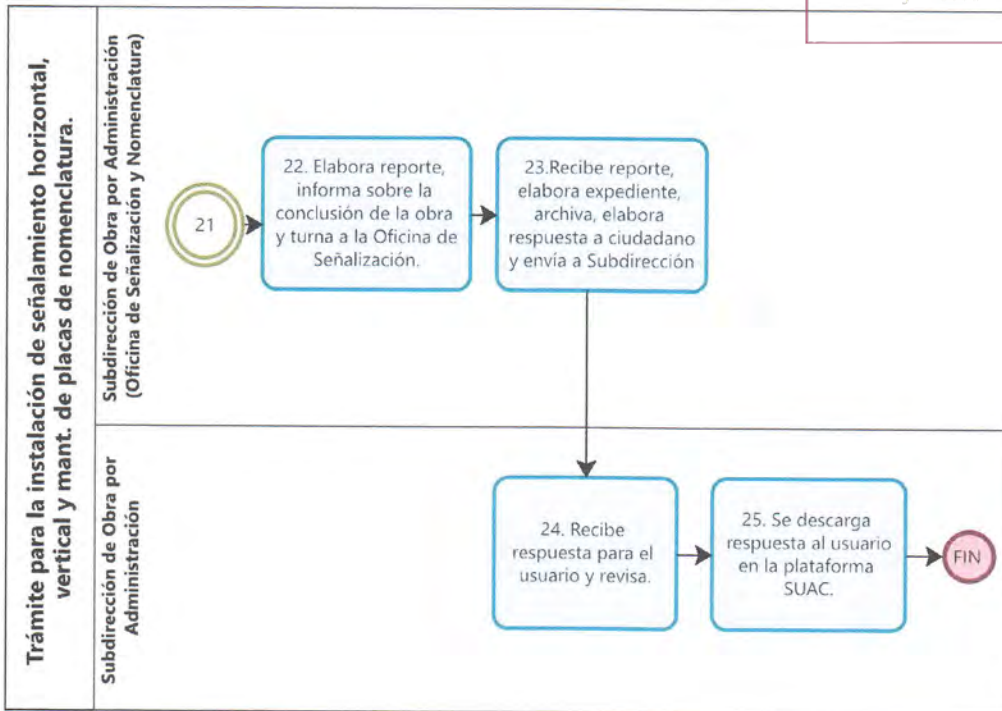 Trámite para la instalación de señalamiento horizontal,
vertical y mant. de placas de nomenclatura.
Subdirección de Obra por Administración
(Oficina de Señalización y Nomenclatura)
21
22. Elabora reporte,
informa sobre la
conclusión de la obra
y turna a la Oficina de
Señalización.
23.Recibe reporte,
elabora expediente,
archiva, elabora
respuesta a ciudadano
y envía a Subdirección
Subdirección de Obra por
Administración
24. Recibe
respuesta para el
usuario y revisa.
25. Se descarga
respuesta al usuario
en la plataforma
SUAC.
FIN